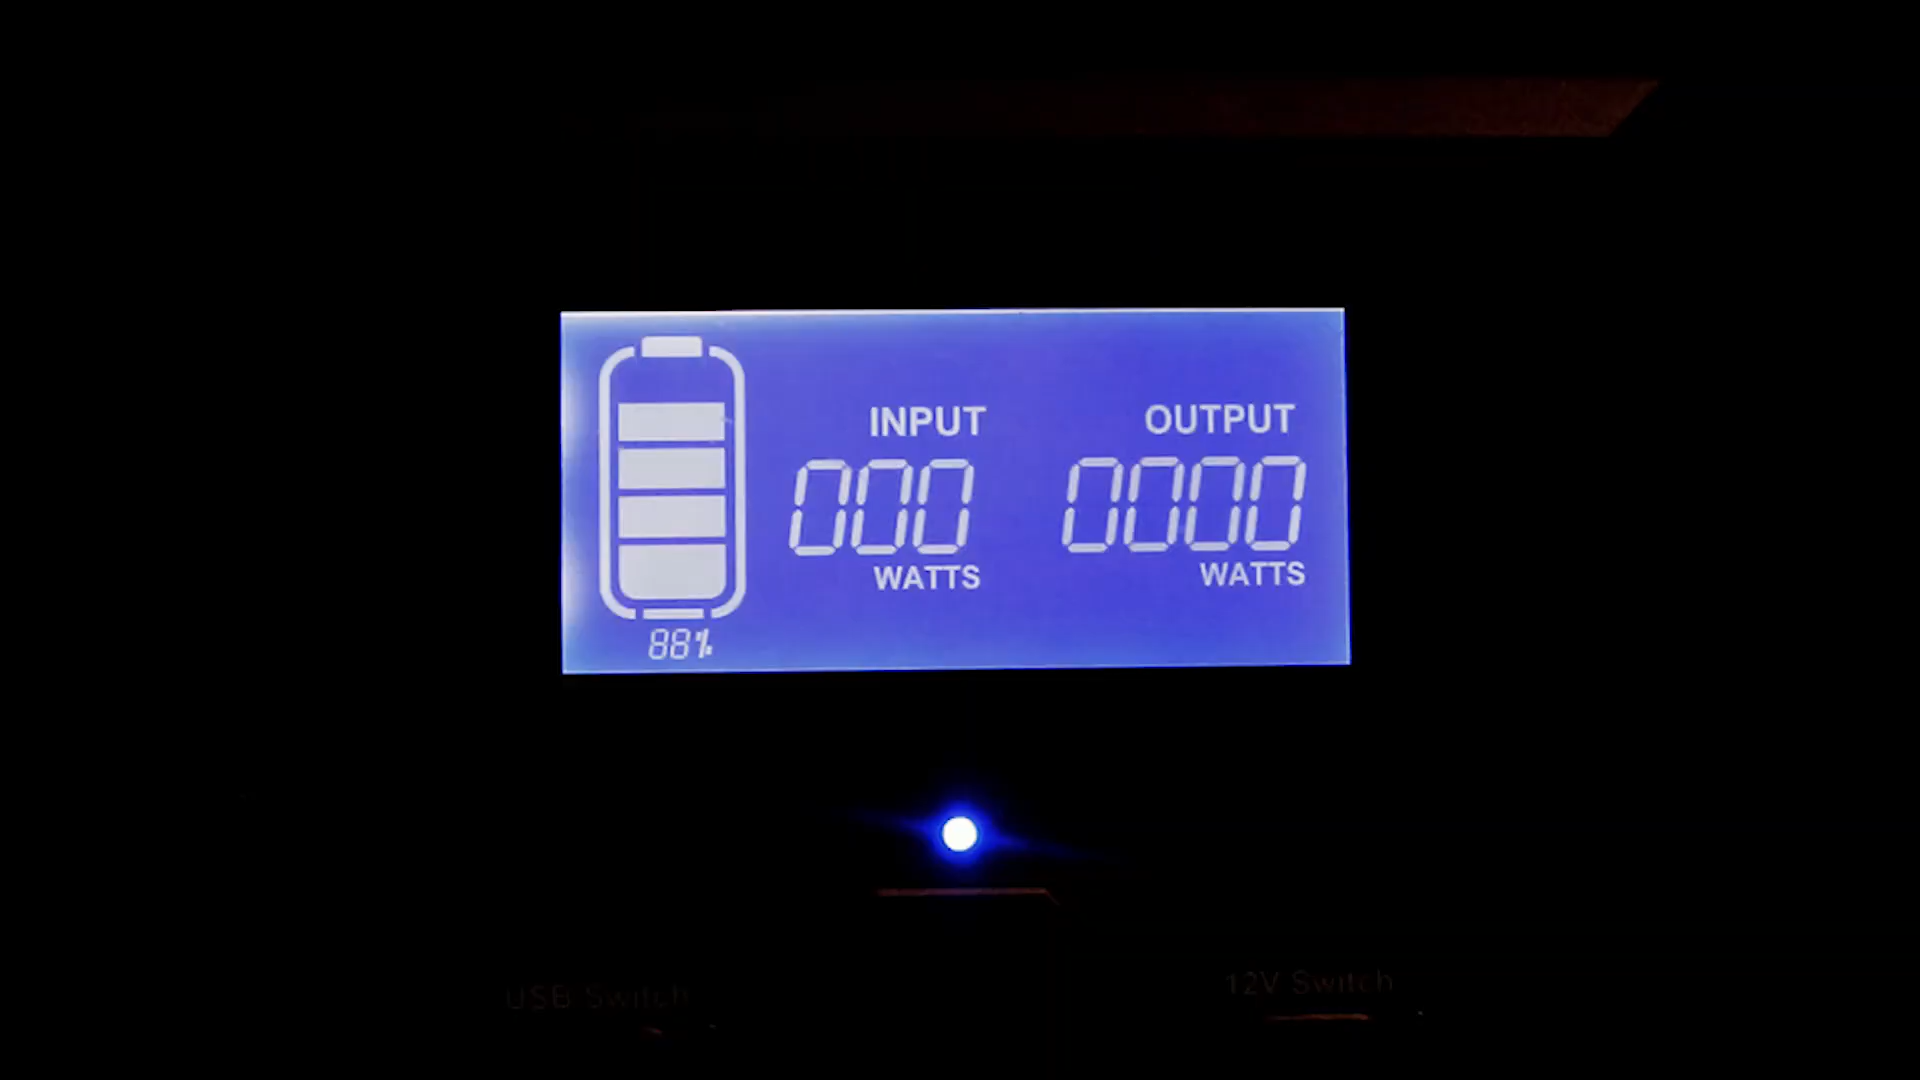 INPUT OUTPUT
000 0000
WATTS WATTS
88%
USB Switch 12V Switch